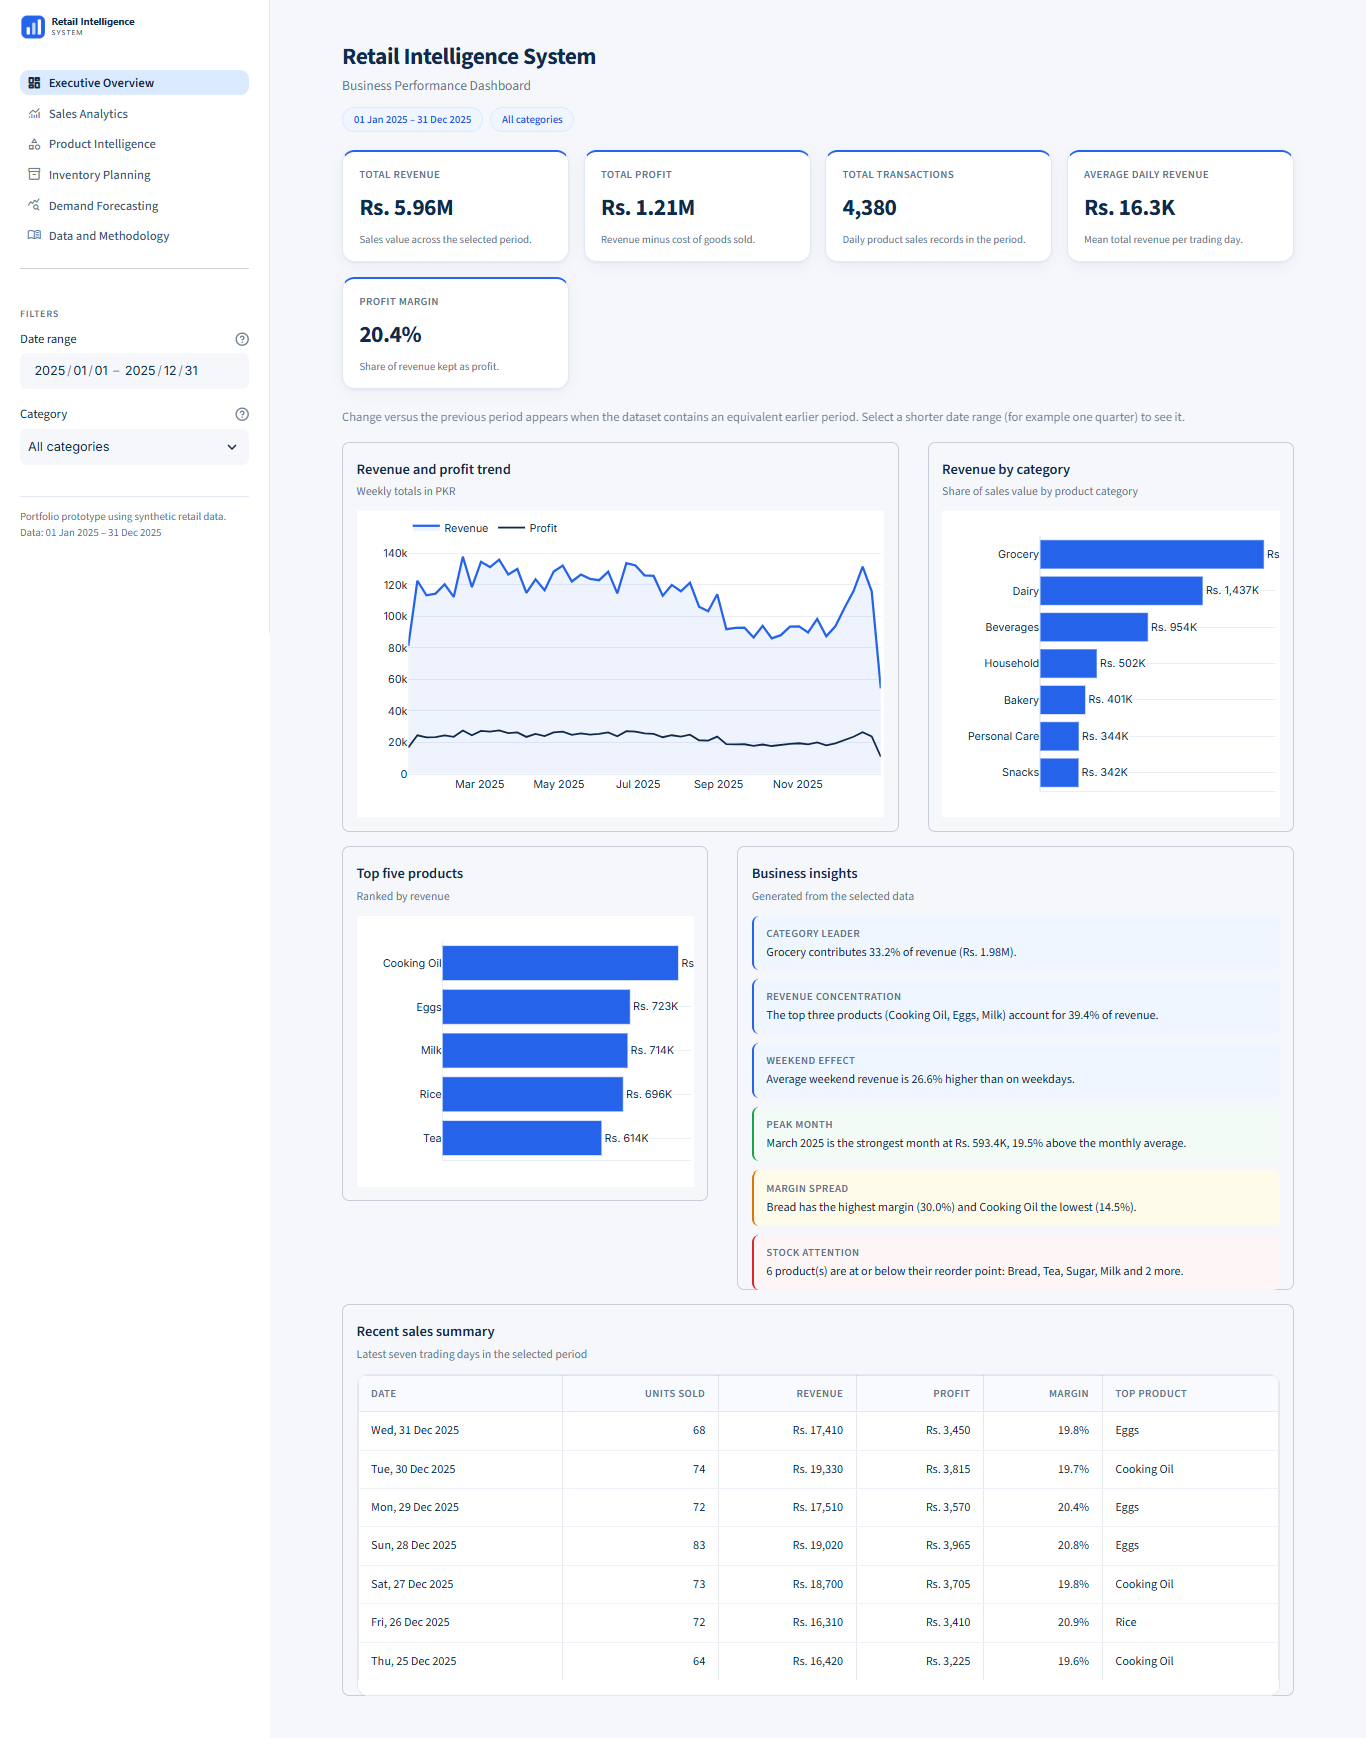 Retail Intelligence
SYSTEM
Executive Overview
Sales Analytics
Product Intelligence
Inventory Planning
Demand Forecasting
Data and Methodology
FILTERS
Date range
2025/01/01 – 2025/12/31
Category
All categories
Portfolio prototype using synthetic retail data.
Data: 01 Jan 2025 – 31 Dec 2025
Retail Intelligence System
Business Performance Dashboard
01 Jan 2025 – 31 Dec 2025 All categories
TOTAL REVENUE
Rs. 5.96M
Sales value across the selected period.
TOTAL PROFIT
Rs. 1.21M
Revenue minus cost of goods sold.
TOTAL TRANSACTIONS
4,380
Daily product sales records in the period.
AVERAGE DAILY REVENUE
Rs. 16.3K
Mean total revenue per trading day.
PROFIT MARGIN
20.4%
Share of revenue kept as profit.
Change versus the previous period appears when the dataset contains an equivalent earlier period. Select a shorter date range (for example one quarter) to see it.
Revenue and profit trend
Weekly totals in PKR
Revenue Profit
140k
120k
100k
80k
60k
40k
20k
0
Mar 2025 May 2025 Jul 2025 Sep 2025 Nov 2025
Revenue by category
Share of sales value by product category
Grocery Rs
Dairy Rs. 1,437K
Beverages Rs. 954K
Household Rs. 502K
Bakery Rs. 401K
Personal Care Rs. 344K
Snacks Rs. 342K
Top five products
Ranked by revenue
Cooking Oil Rs
Eggs Rs. 723K
Milk Rs. 714K
Rice Rs. 696K
Tea Rs. 614K
Business insights
Generated from the selected data
CATEGORY LEADER
Grocery contributes 33.2% of revenue (Rs. 1.98M).
REVENUE CONCENTRATION
The top three products (Cooking Oil, Eggs, Milk) account for 39.4% of revenue.
WEEKEND EFFECT
Average weekend revenue is 26.6% higher than on weekdays.
PEAK MONTH
March 2025 is the strongest month at Rs. 593.4K, 19.5% above the monthly average.
MARGIN SPREAD
Bread has the highest margin (30.0%) and Cooking Oil the lowest (14.5%).
STOCK ATTENTION
6 product(s) are at or below their reorder point: Bread, Tea, Sugar, Milk and 2 more.
Recent sales summary
Latest seven trading days in the selected period
DATE UNITS SOLD REVENUE PROFIT MARGIN TOP PRODUCT
Wed, 31 Dec 2025 68 Rs. 17,410 Rs. 3,450 19.8% Eggs
Tue, 30 Dec 2025 74 Rs. 19,330 Rs. 3,815 19.7% Cooking Oil
Mon, 29 Dec 2025 72 Rs. 17,510 Rs. 3,570 20.4% Eggs
Sun, 28 Dec 2025 83 Rs. 19,020 Rs. 3,965 20.8% Eggs
Sat, 27 Dec 2025 73 Rs. 18,700 Rs. 3,705 19.8% Cooking Oil
Fri, 26 Dec 2025 72 Rs. 16,310 Rs. 3,410 20.9% Rice
Thu, 25 Dec 2025 64 Rs. 16,420 Rs. 3,225 19.6% Cooking Oil